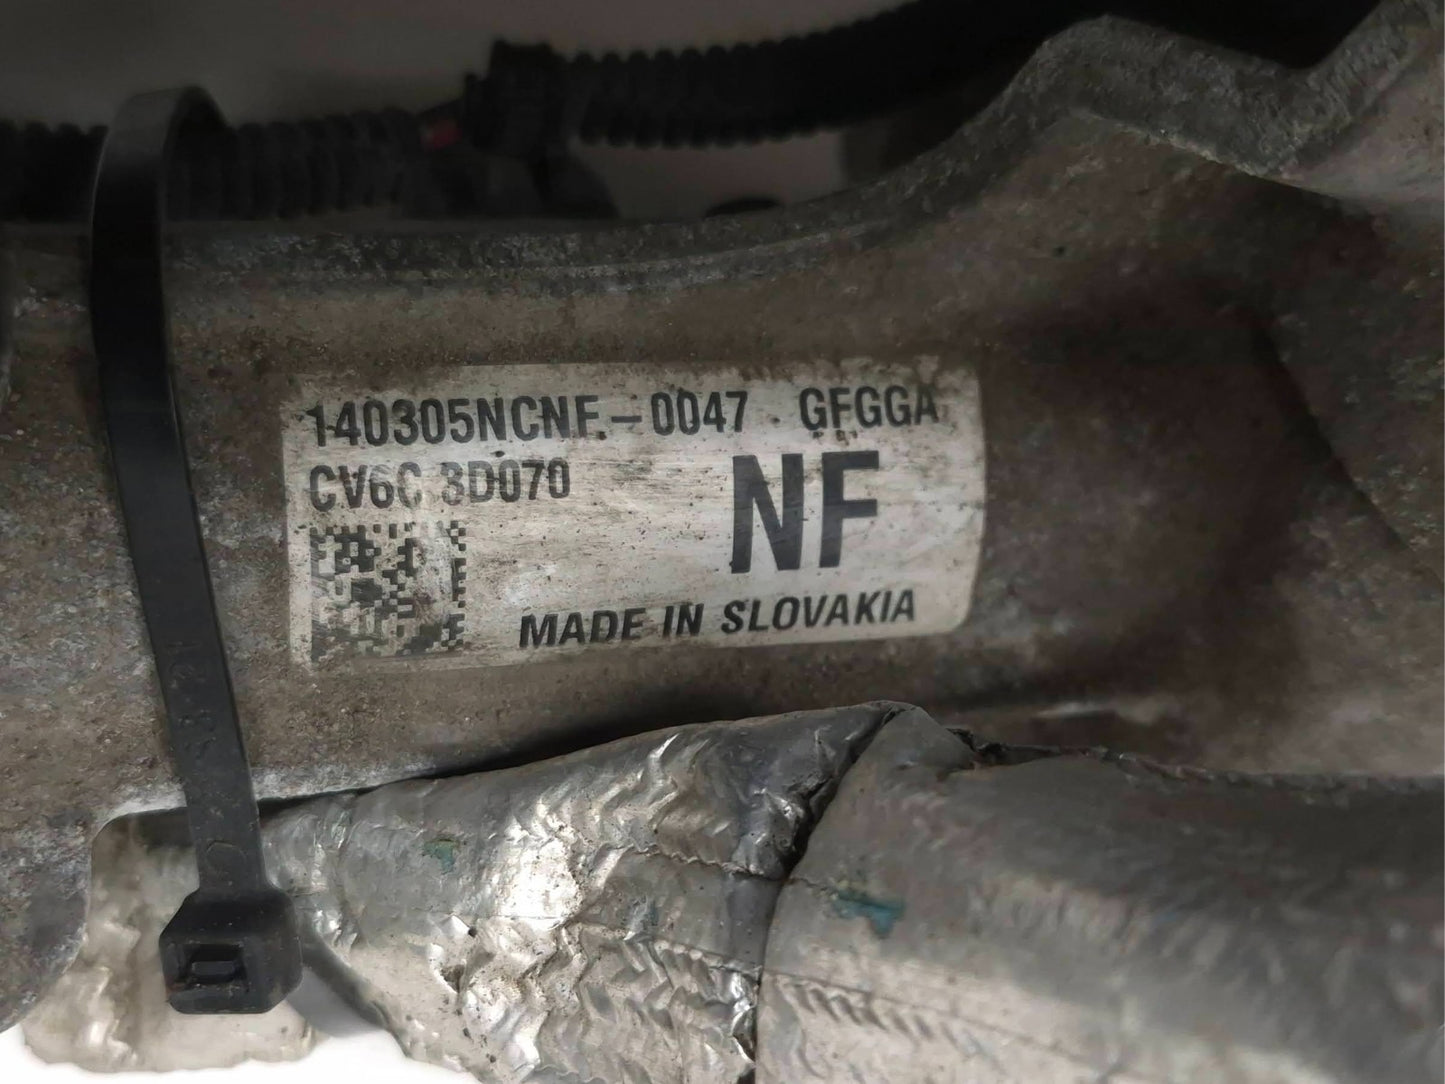 140305NCNF-0047 GFGGA
CV6C 3D070
NF
MADE IN SLOVAKIA